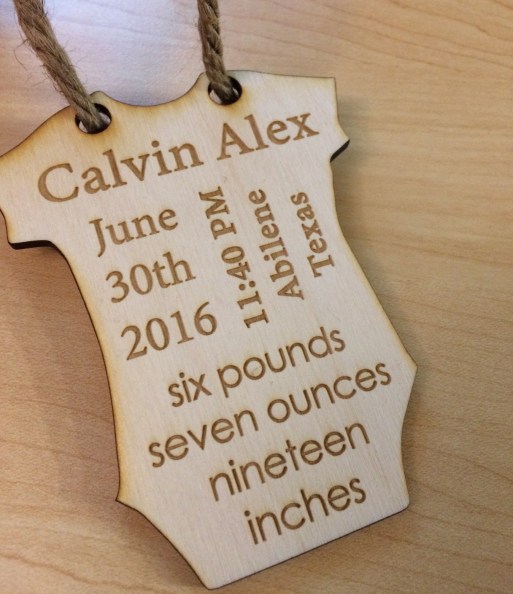 Calvin Alex
June
30th
2016
11:40 PM
Abilene
Texas
six pounds
seven ounces
nineteen
inches